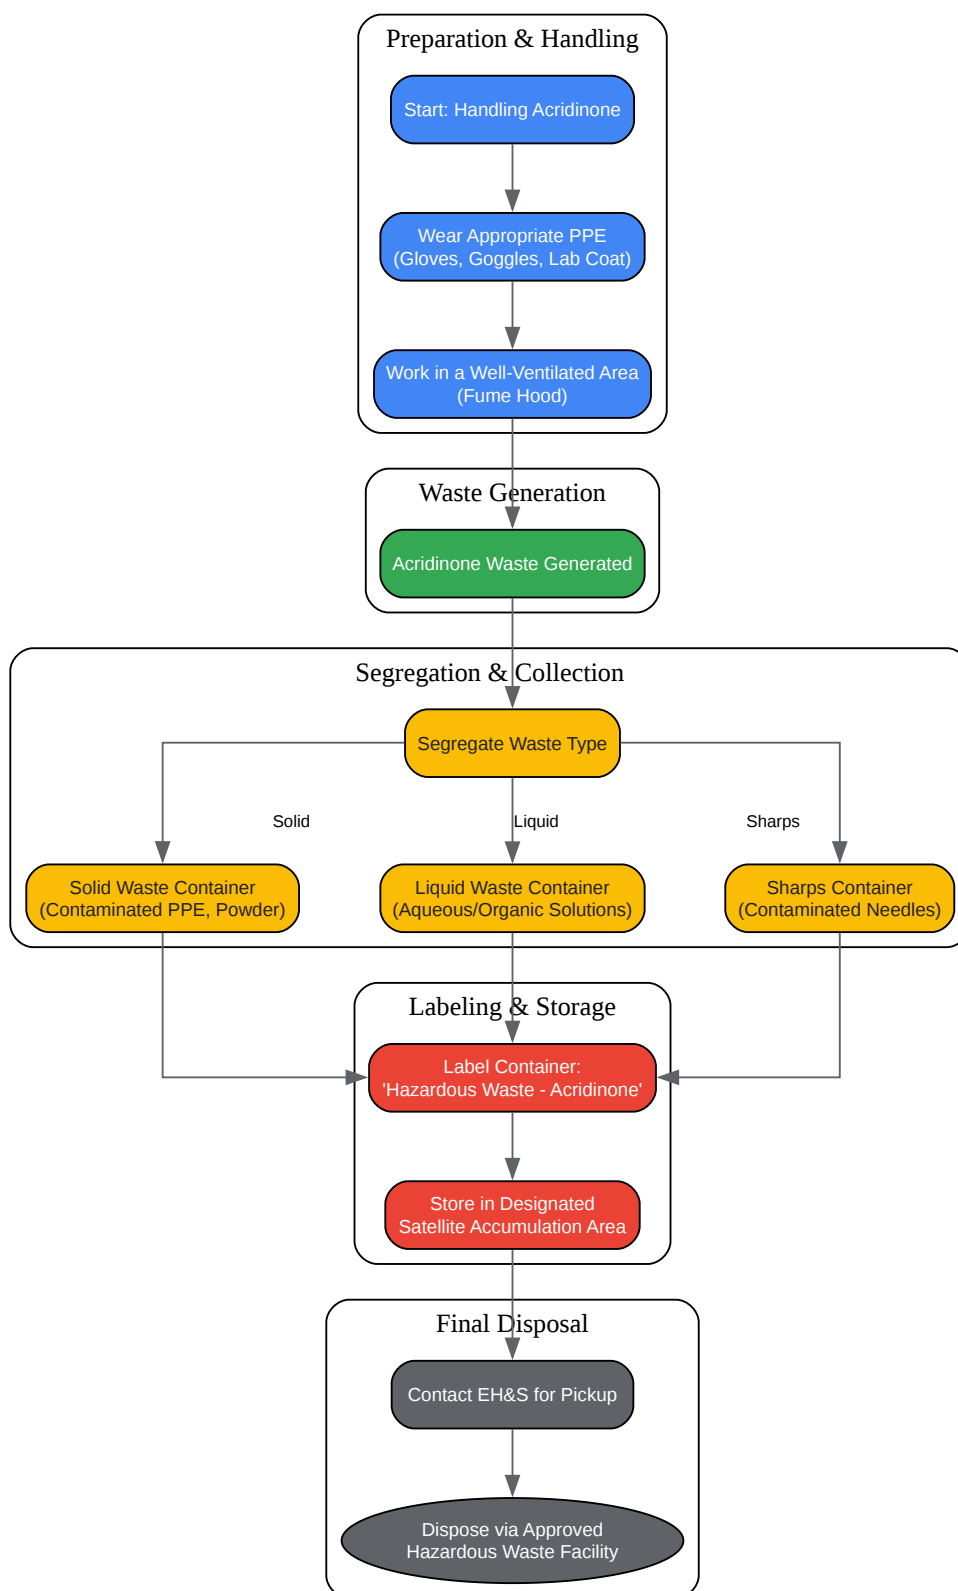 Preparation & Handling
Start: Handling Acridinone
Wear Appropriate PPE
(Gloves, Goggles, Lab Coat)
Work in a Well-Ventilated Area
(Fume Hood)
Waste Generation
Acridinone Waste Generated
Segregation & Collection
Segregate Waste Type
Solid
Liquid
Sharps
Solid Waste Container
(Contaminated PPE, Powder)
Liquid Waste Container
(Aqueous/Organic Solutions)
Sharps Container
(Contaminated Needles)
Labeling & Storage
Label Container:
'Hazardous Waste - Acridinone'
Store in Designated
Satellite Accumulation Area
Final Disposal
Contact EH&S for Pickup
Dispose via Approved
Hazardous Waste Facility